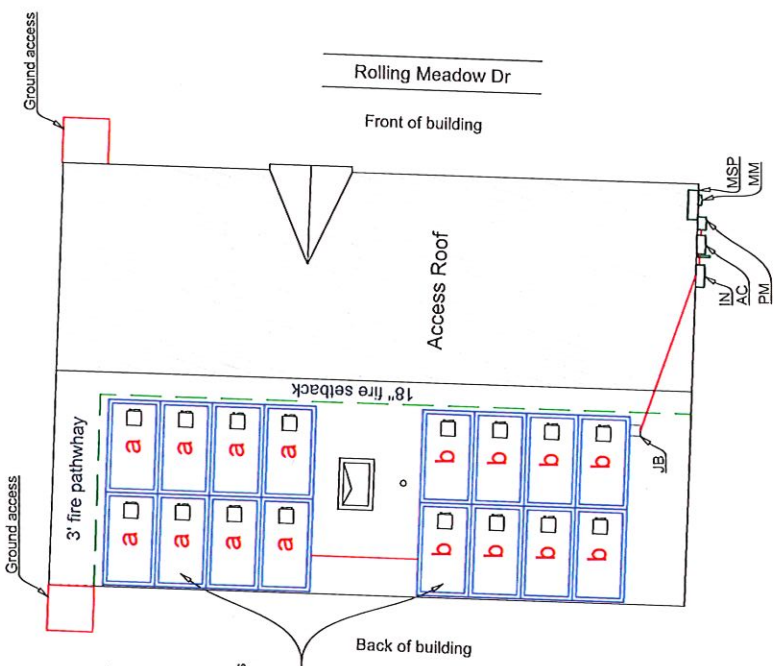 Ground access
Rolling Meadow Dr
Front of building
MSP
MM
PM
AC
IN
Access Roof
18" fire setback
3' fire pathwhay
Ground access
a a a a
a a a a
b b b b
b b b b
JB
Back of building